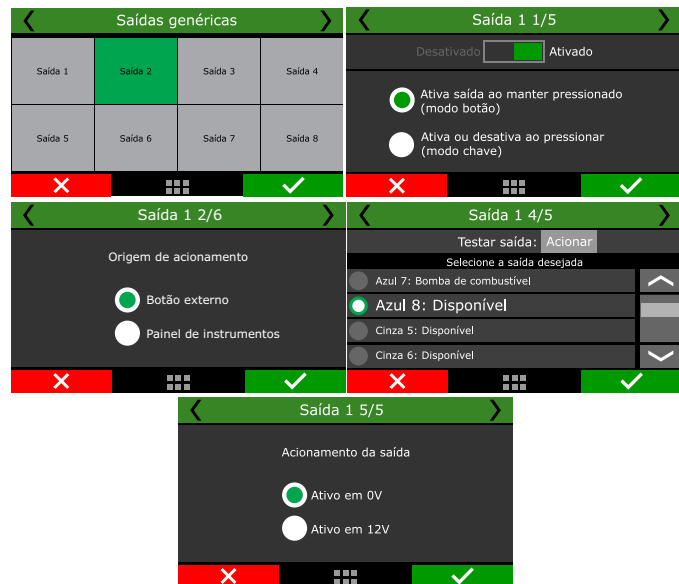 Saídas genéricas
Saída 1
Saída 2
Saída 3
Saída 4
Saída 5
Saída 6
Saída 7
Saída 8
Saída 1 1/5
Desativado
Ativado
Ativa saída ao manter pressionado
(modo botão)
Ativa ou desativa ao pressionar
(modo chave)
Saída 1 2/6
Origem de acionamento
Botão externo
Painel de instrumentos
Saída 1 4/5
Testar saída: Acionar
Selecione a saída desejada
Azul 7: Bomba de combustível
Azul 8: Disponível
Cinza 5: Disponível
Cinza 6: Disponível
Saída 1 5/5
Acionamento da saída
Ativo em 0V
Ativo em 12V